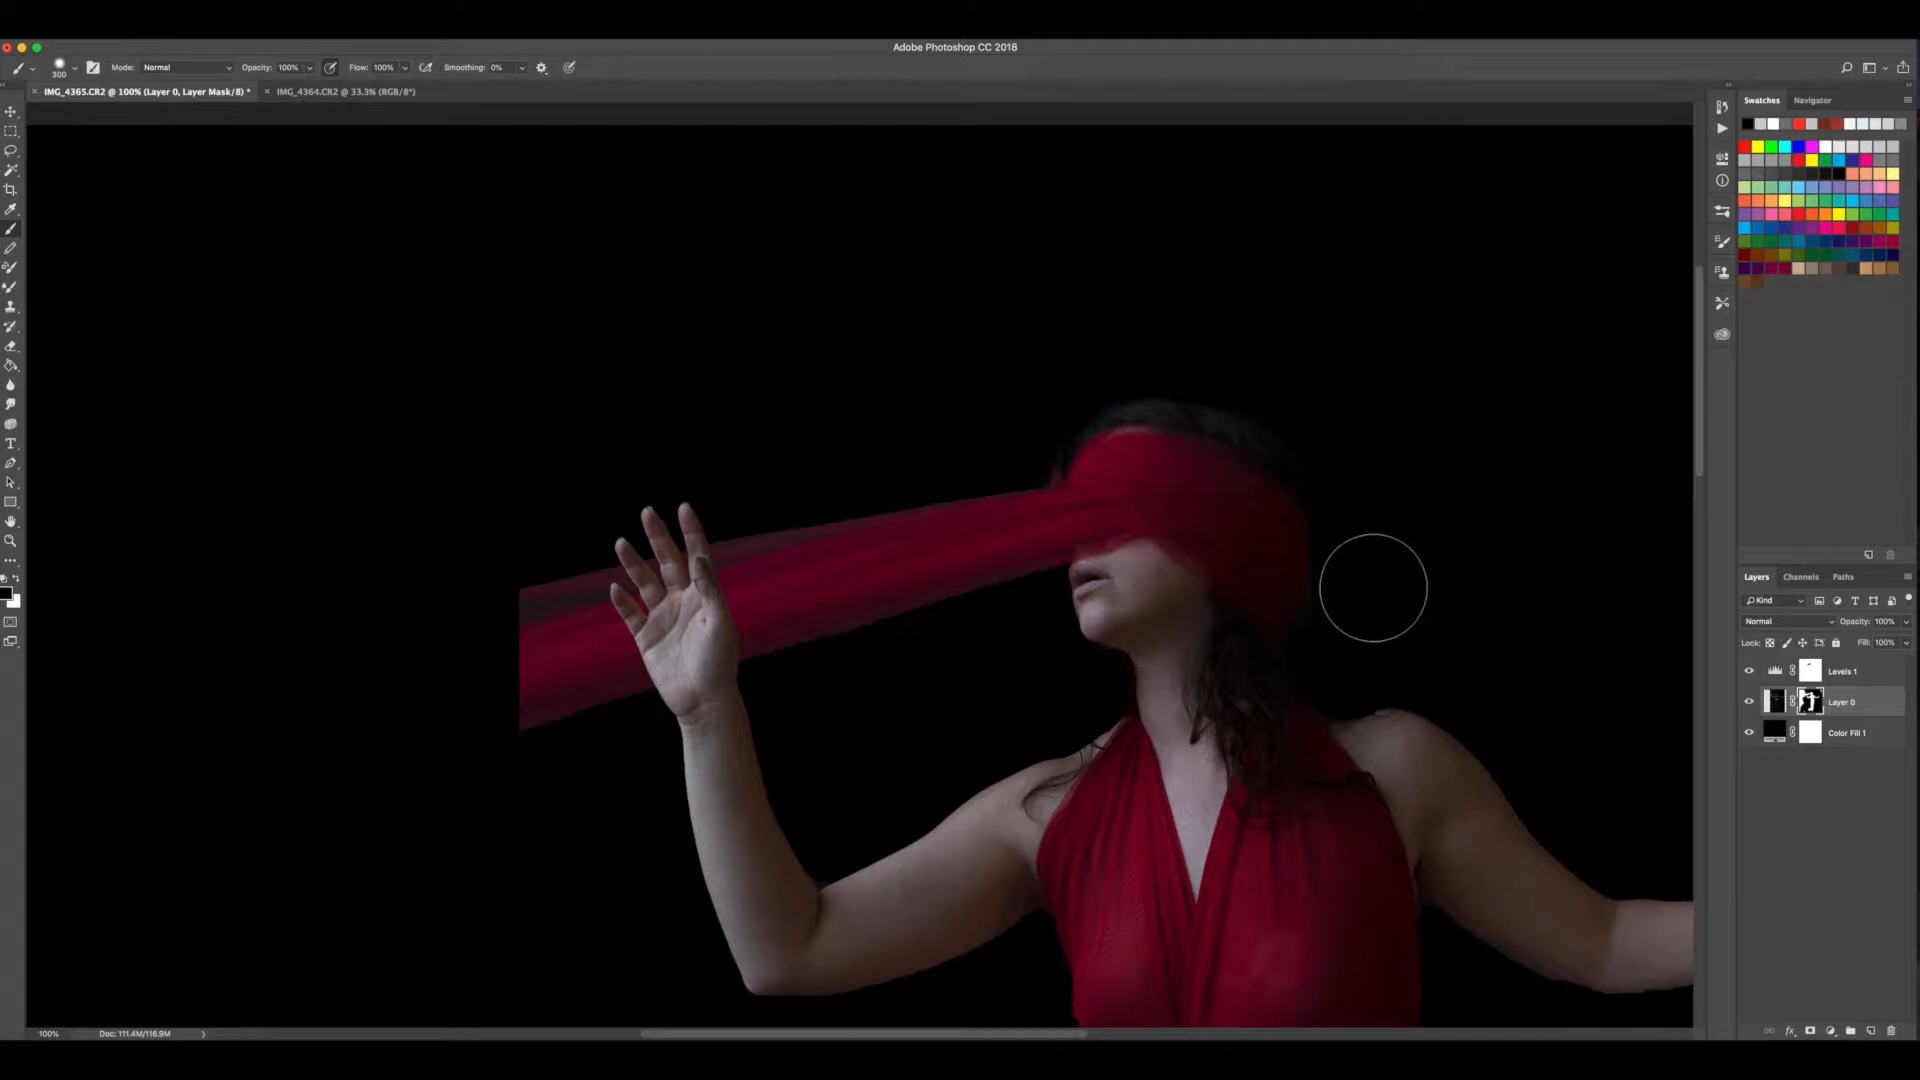 Adobe Photoshop CC 2018
300 Mode: Normal Opacity: 100% Flow: 100% Smoothing: 0%
IMG_4365.CR2 @ 100% (Layer 0, Layer Mask/8) * IMG_4364.CR2 @ 33.3% (RGB/8*)
Swatches Navigator
Layers Channels Paths
Kind
Normal Opacity: 100%
Lock: Fill: 100%
Levels 1
Layer 0
Color Fill 1
100% Doc: 111.4M/116.9M